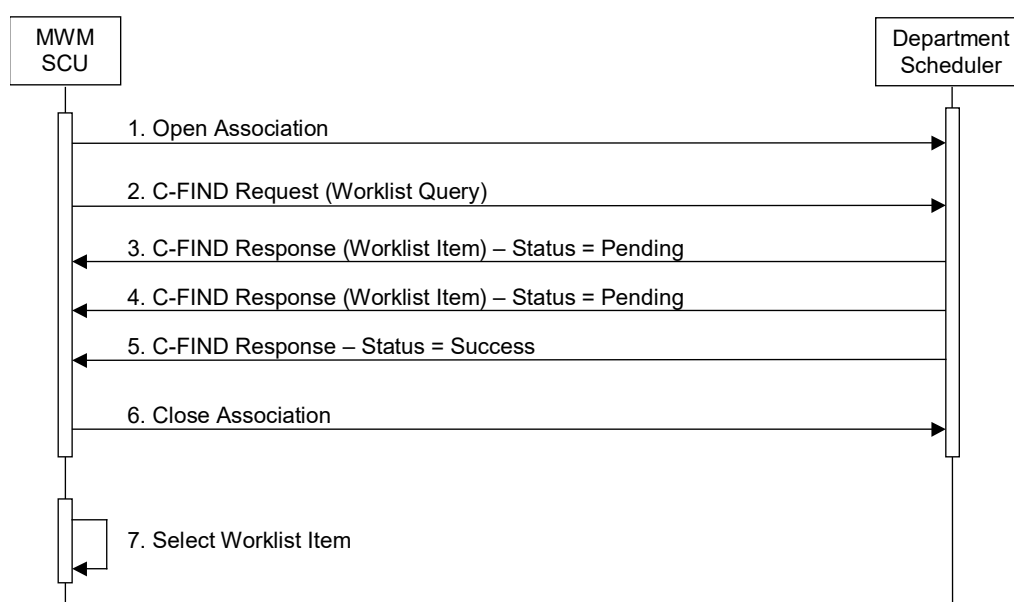 MWM
SCU
Department
Scheduler
1. Open Association
2. C-FIND Request (Worklist Query)
3. C-FIND Response (Worklist Item) – Status = Pending
4. C-FIND Response (Worklist Item) – Status = Pending
5. C-FIND Response – Status = Success
6. Close Association
7. Select Worklist Item